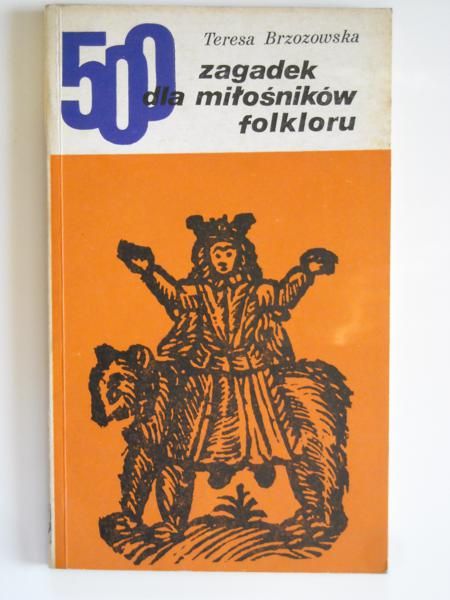 Teresa Brzozowska
500 zagadek
dla miłośników
folkloru